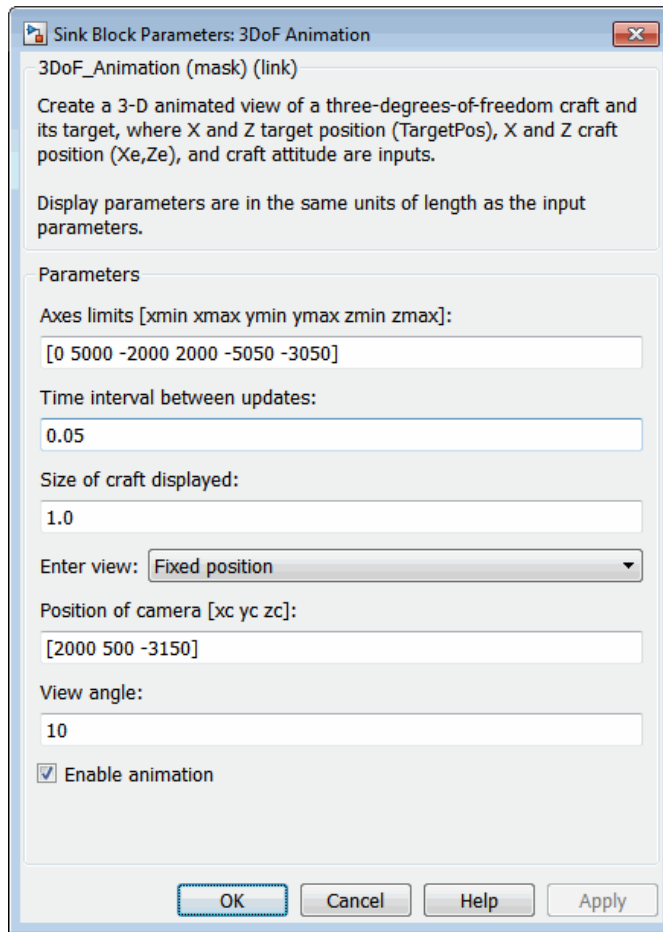 Sink Block Parameters: 3DoF Animation
3DoF_Animation (mask) (link)
Create a 3-D animated view of a three-degrees-of-freedom craft and
its target, where X and Z target position (TargetPos), X and Z craft
position (Xe,Ze), and craft attitude are inputs.
Display parameters are in the same units of length as the input
parameters.
Parameters
Axes limits [xmin xmax ymin ymax zmin zmax]:
[0 5000 -2000 2000 -5050 -3050]
Time interval between updates:
0.05
Size of craft displayed:
1.0
Enter view: Fixed position
Position of camera [xc yc zc]:
[2000 500 -3150]
View angle:
10
Enable animation
OK Cancel Help Apply